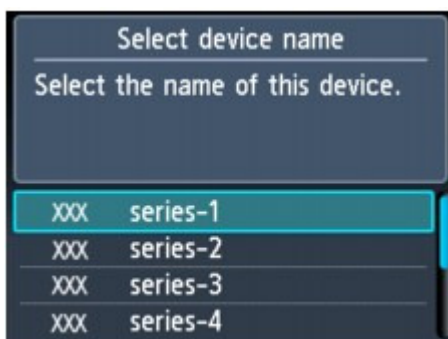 Select device name
Select the name of this device.
XXX series-1
XXX series-2
XXX series-3
XXX series-4